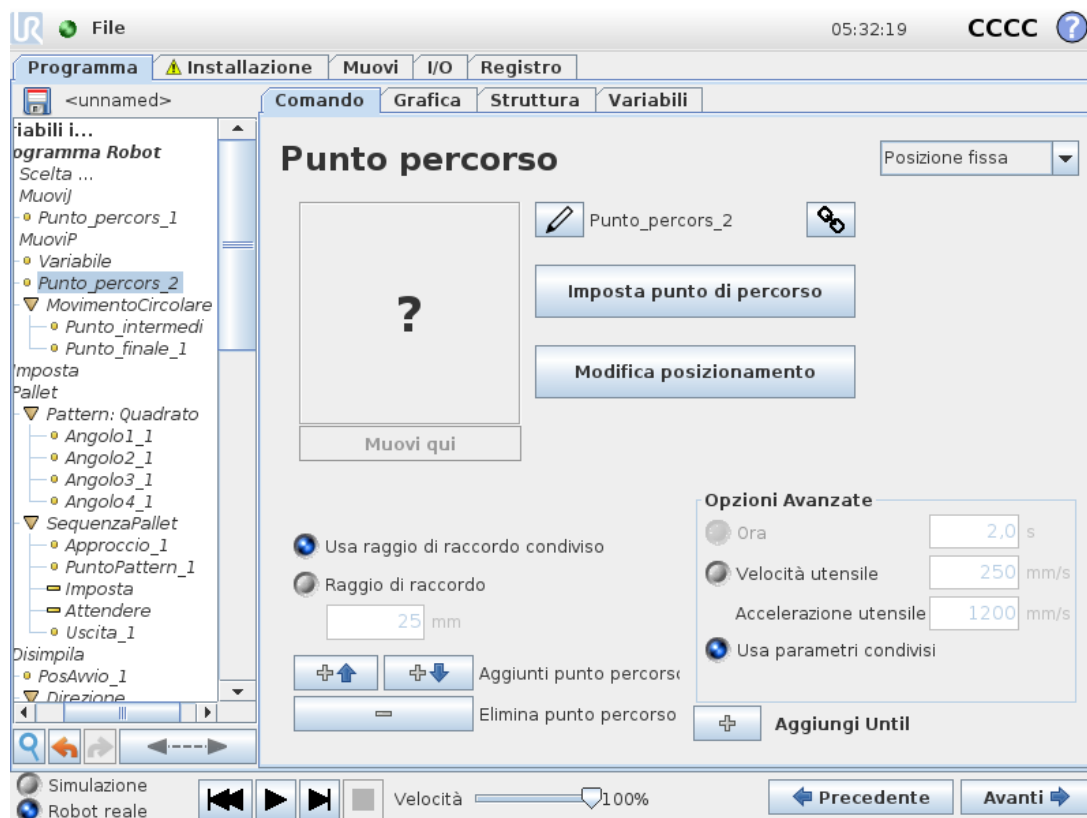 UR File 05:32:19 CCCC ?
Programma Installazione Muovi I/O Registro
<unnamed>
Comando Grafica Struttura Variabili
riabili i...
ogramma Robot
Scelta ...
MuoviJ
Punto_percors_1
MuoviP
Variabile
Punto_percors_2
MovimentoCircolare
Punto_intermedi
Punto_finale_1
Imposta
Pallet
Pattern: Quadrato
Angolo1_1
Angolo2_1
Angolo3_1
Angolo4_1
SequenzaPallet
Approccio_1
PuntoPattern_1
Imposta
Attendere
Uscita_1
Disimpila
PosAvvio_1
Direzione
Punto percorso
Posizione fissa
?
Punto_percors_2
Imposta punto di percorso
Modifica posizionamento
Muovi qui
Usa raggio di raccordo condiviso
Raggio di raccordo
25 mm
Aggiunti punto percorso
Elimina punto percorso
Opzioni Avanzate
Ora 2,0 s
Velocità utensile 250 mm/s
Accelerazione utensile 1200 mm/s
Usa parametri condivisi
Aggiungi Until
Simulazione
Robot reale
Velocità 100%
Precedente
Avanti